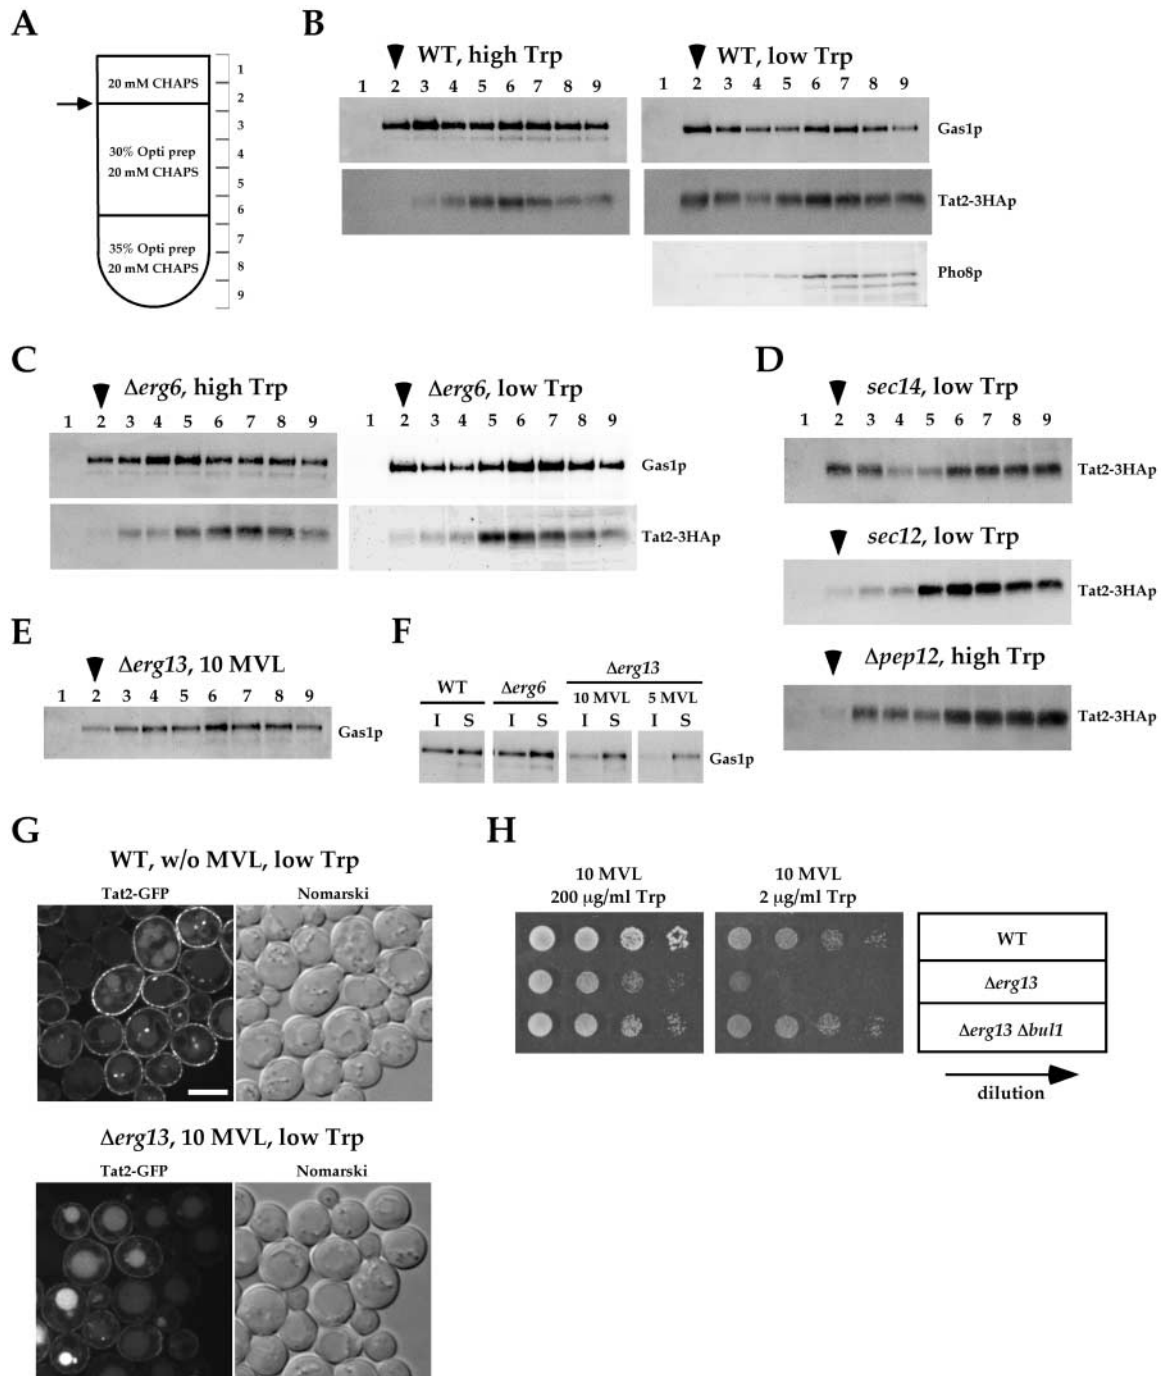 A
20 mM CHAPS
30% Opti prep
20 mM CHAPS
35% Opti prep
20 mM CHAPS
1
2
3
4
5
6
7
8
9
B
WT, high Trp
1 2 3 4 5 6 7 8 9
WT, low Trp
1 2 3 4 5 6 7 8 9
Gas1p
Tat2-3HAp
Pho8p
C
Δerg6, high Trp
1 2 3 4 5 6 7 8 9
Δerg6, low Trp
1 2 3 4 5 6 7 8 9
Gas1p
Tat2-3HAp
D
sec14, low Trp
1 2 3 4 5 6 7 8 9
Tat2-3HAp
sec12, low Trp
Tat2-3HAp
Δpep12, high Trp
Tat2-3HAp
E
Δerg13, 10 MVL
1 2 3 4 5 6 7 8 9
Gas1p
F
WT Δerg6 Δerg13
10 MVL 5 MVL
I S I S I S I S
Gas1p
G
WT, w/o MVL, low Trp
Tat2-GFP Nomarski
Δerg13, 10 MVL, low Trp
Tat2-GFP Nomarski
H
10 MVL
200 µg/ml Trp
10 MVL
2 µg/ml Trp
WT
Δerg13
Δerg13 Δbul1
dilution